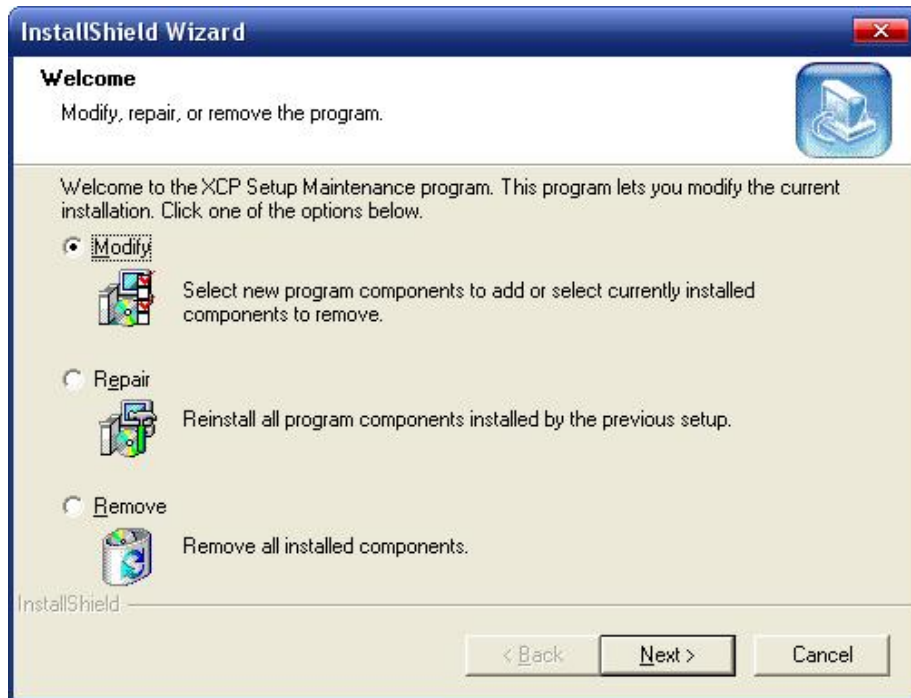 InstallShield Wizard
Welcome
Modify, repair, or remove the program.
Welcome to the XCP Setup Maintenance program. This program lets you modify the current
installation. Click one of the options below.
Modify
Select new program components to add or select currently installed
components to remove.
Repair
Reinstall all program components installed by the previous setup.
Remove
Remove all installed components.
InstallShield
< Back
Next >
Cancel